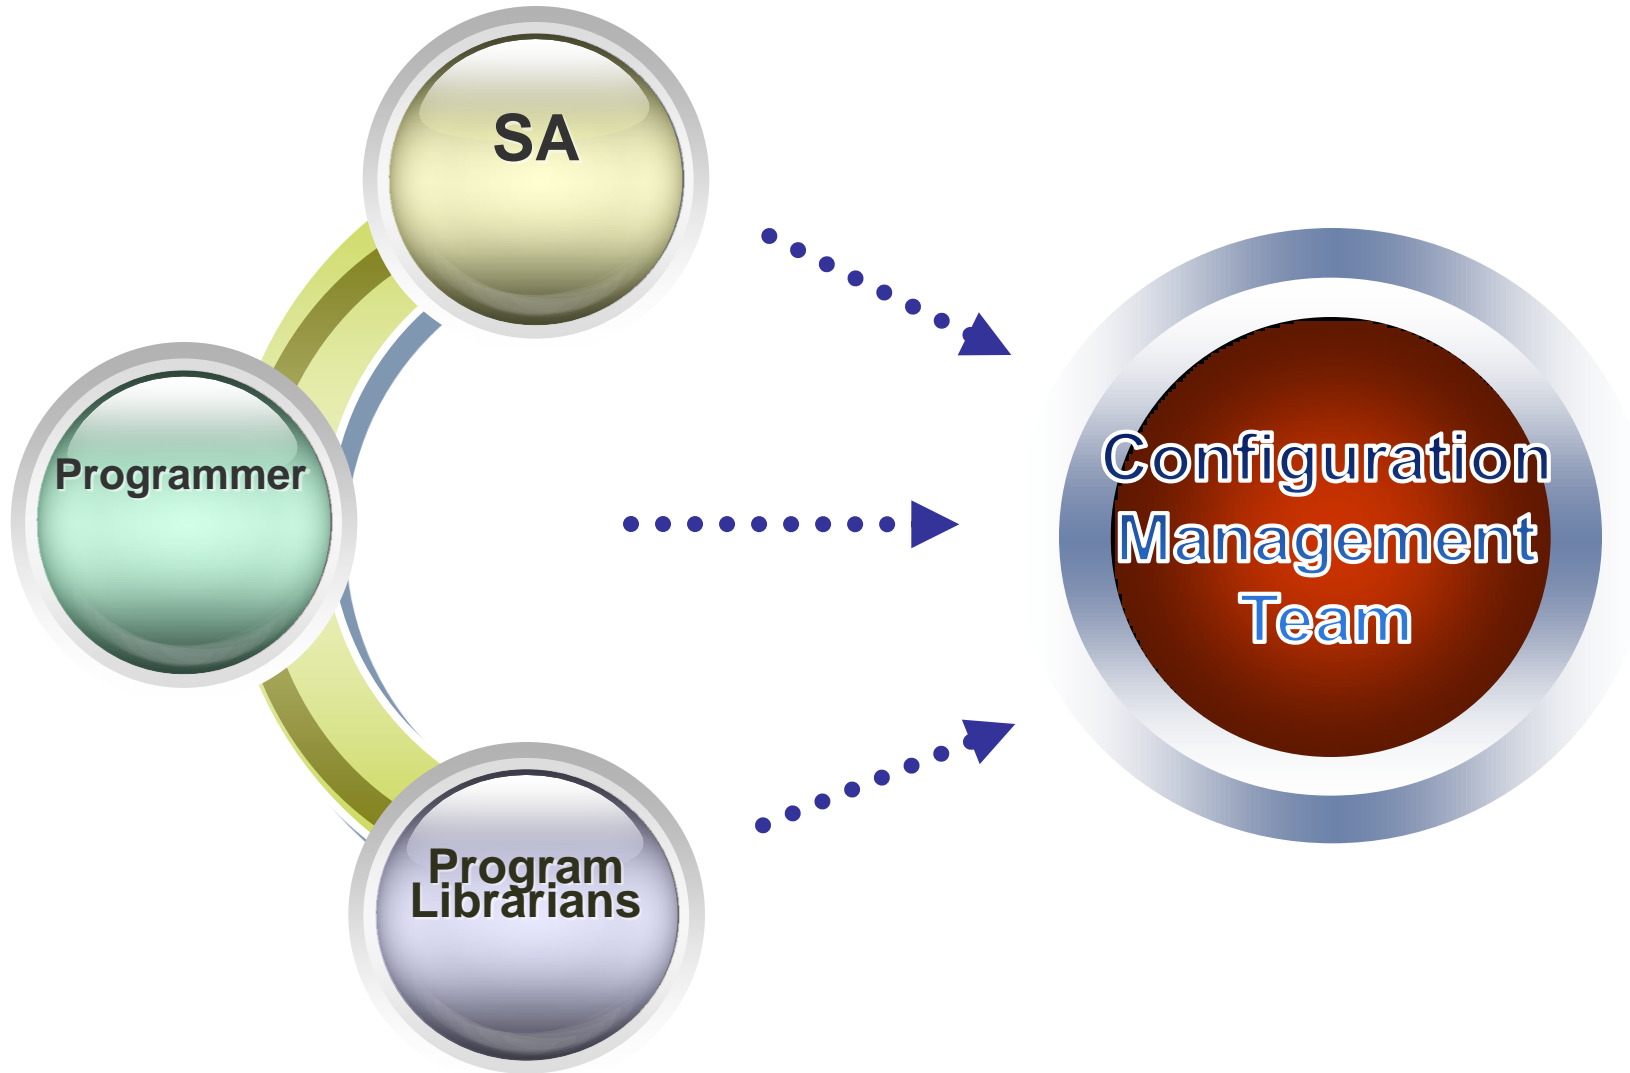 SA
Programmer
Program
Librarians
Configuration
Management
Team